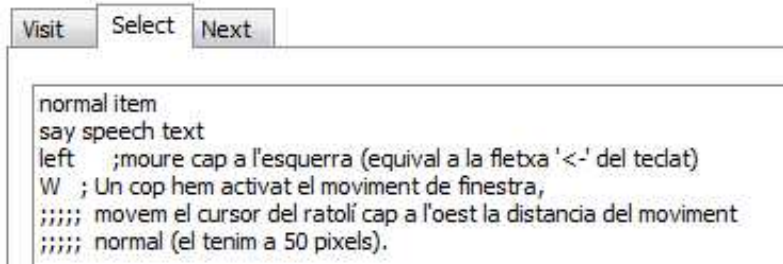 Visit Select Next
normal item
say speech text
left ;moure cap a l'esquerra (equival a la fletxa '<-' del teclat)
W ; Un cop hem activat el moviment de finestra,
;;;;; movem el cursor del ratolí cap a l'oest la distancia del moviment
;;;;; normal (el tenim a 50 pixels).